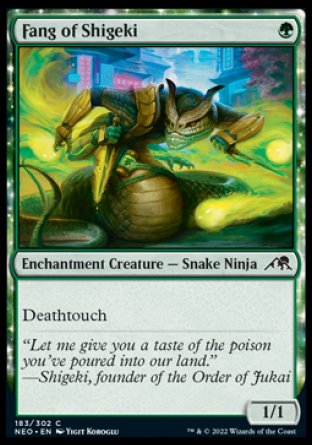 Fang of Shigeki
Enchantment Creature — Snake Ninja
Deathtouch
“Let me give you a taste of the poison
you’ve poured into our land.”
—Shigeki, founder of the Order of Jukai
1/1
183/302 C
NEO • EN YIGIT KOROGLU
™ & © 2022 Wizards of the Coast